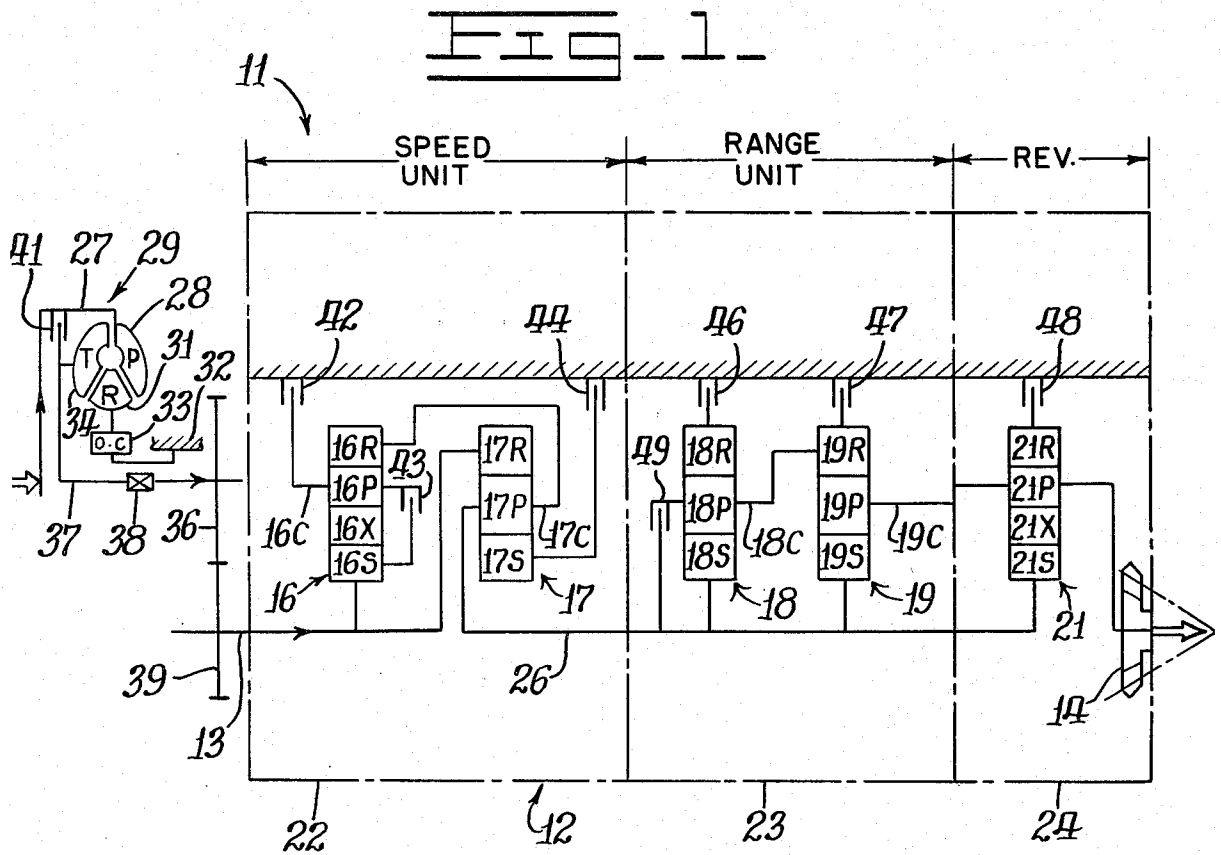 FIG-1
11
SPEED UNIT
RANGE UNIT
REV.
41
27
29
28
42
44
46
47
48
T
P
31
32
R
34
33
O.C
16R
43
17R
49
18R
19R
21R
16P
17P
18P
19P
21P
37
38
36
16C
16X
17C
18C
19X
19C
21X
16S
17S
18S
19S
21S
16
17
18
19
21
39
13
26
14
22
12
23
24